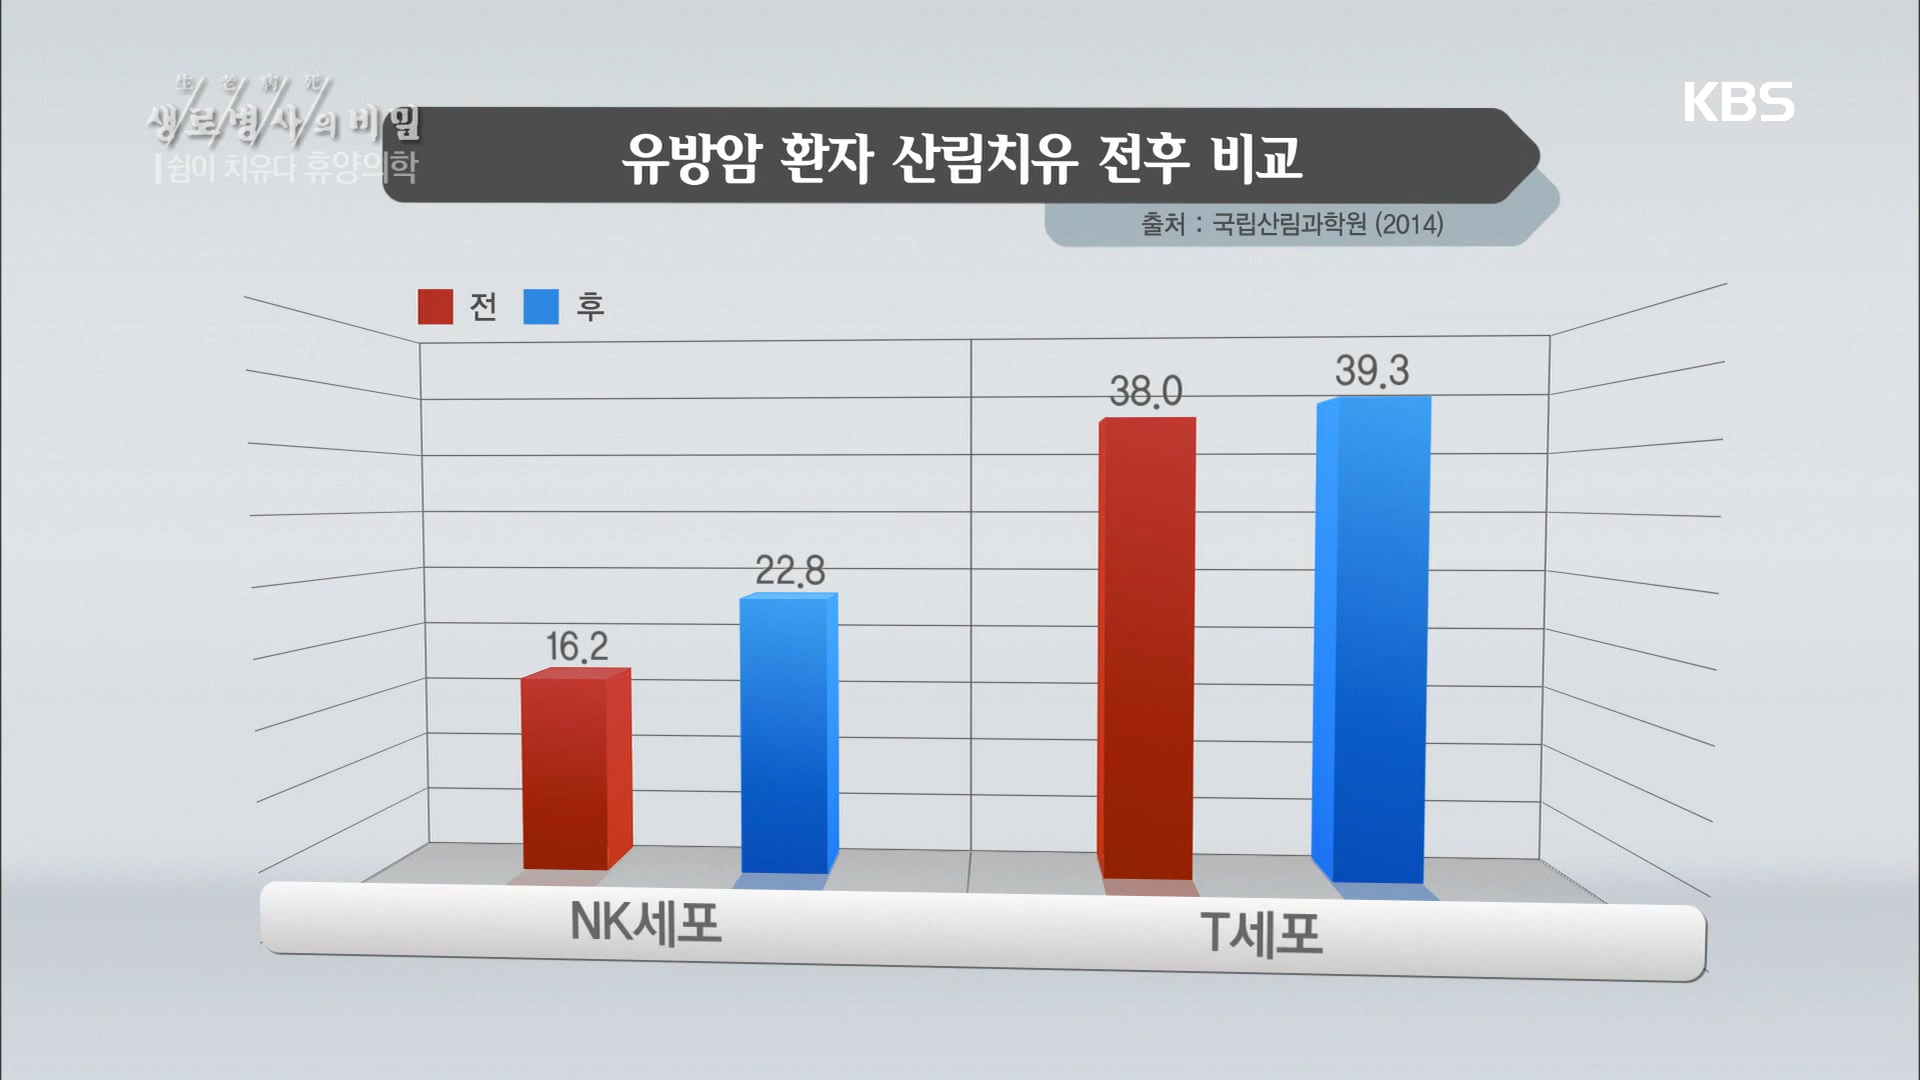 生老病死
생로병사의 비밀
쉼이 치유다 휴양의학
KBS
유방암 환자 산림치유 전후 비교
출처 : 국립산림과학원 (2014)
전 후
16.2
22.8
38.0
39.3
NK세포
T세포